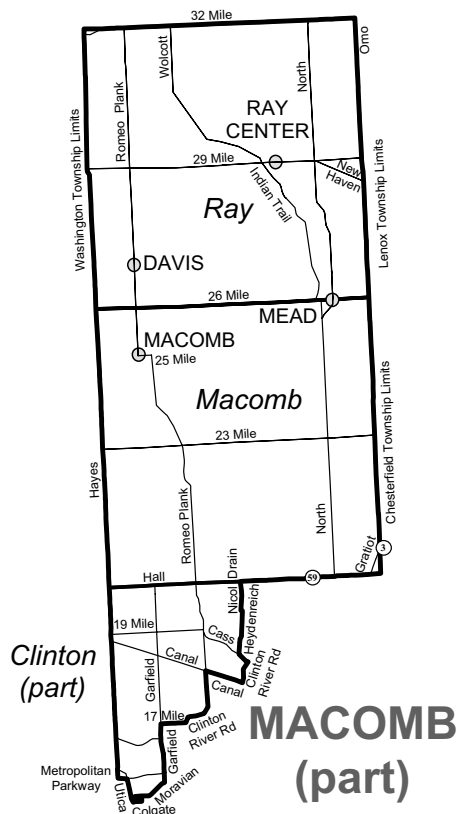 32 Mile
Wolcott
North
Omo
Romeo Plank
RAY
CENTER
Washington Township Limits
29 Mile
New
Haven
Indian Trail
Lenox Township Limits
Ray
DAVIS
26 Mile
MEAD
MACOMB
25 Mile
Macomb
Chesterfield Township Limits
23 Mile
Hayes
Romeo Plank
North
Gratiot
3
Nicol Drain
Hall
59
19 Mile
Cass
Heydenreich
Clinton
(part)
Canal
Garfield
Canal
Clinton
River Rd
17 Mile
Clinton
River Rd
MACOMB
(part)
Garfield
Metropolitan
Parkway
Moravian
Utica
Colgate